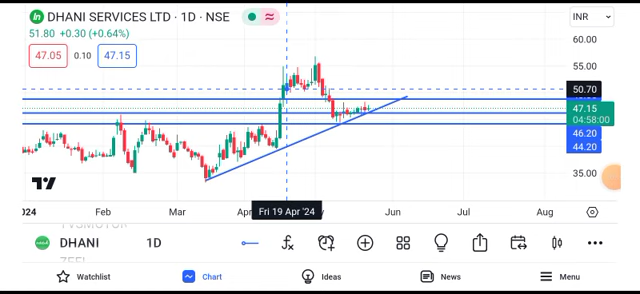 DHANI SERVICES LTD · 1D · NSE
INR
51.80 +0.30 (+0.64%)
47.05 0.10 47.15
60.00
55.00
50.70
47.15
04:58:00
46.20
44.20
35.00
2024 Feb Mar Apr Fri 19 Apr '24 Jun Jul Aug
TVSMOTOR
DHANI 1D
ZEEL
Watchlist Chart Ideas News Menu